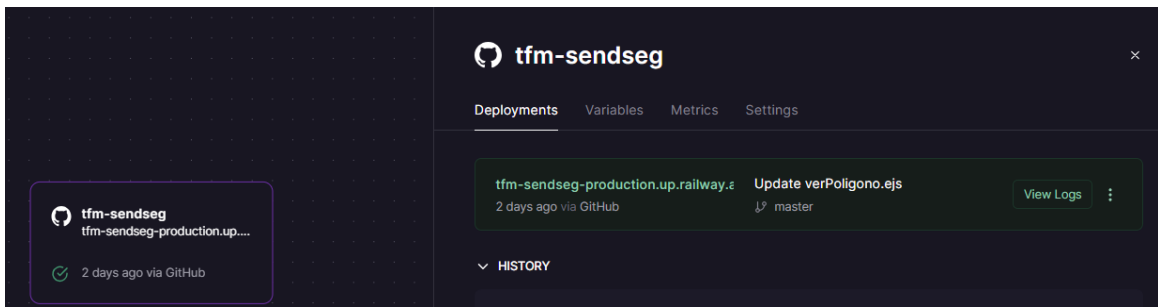 tfm-sendseg
tfm-sendseg-production.up....
2 days ago via GitHub
tfm-sendseg
Deployments Variables Metrics Settings
tfm-sendseg-production.up.railway.a
2 days ago via GitHub
Update verPoligono.ejs
master
View Logs
HISTORY